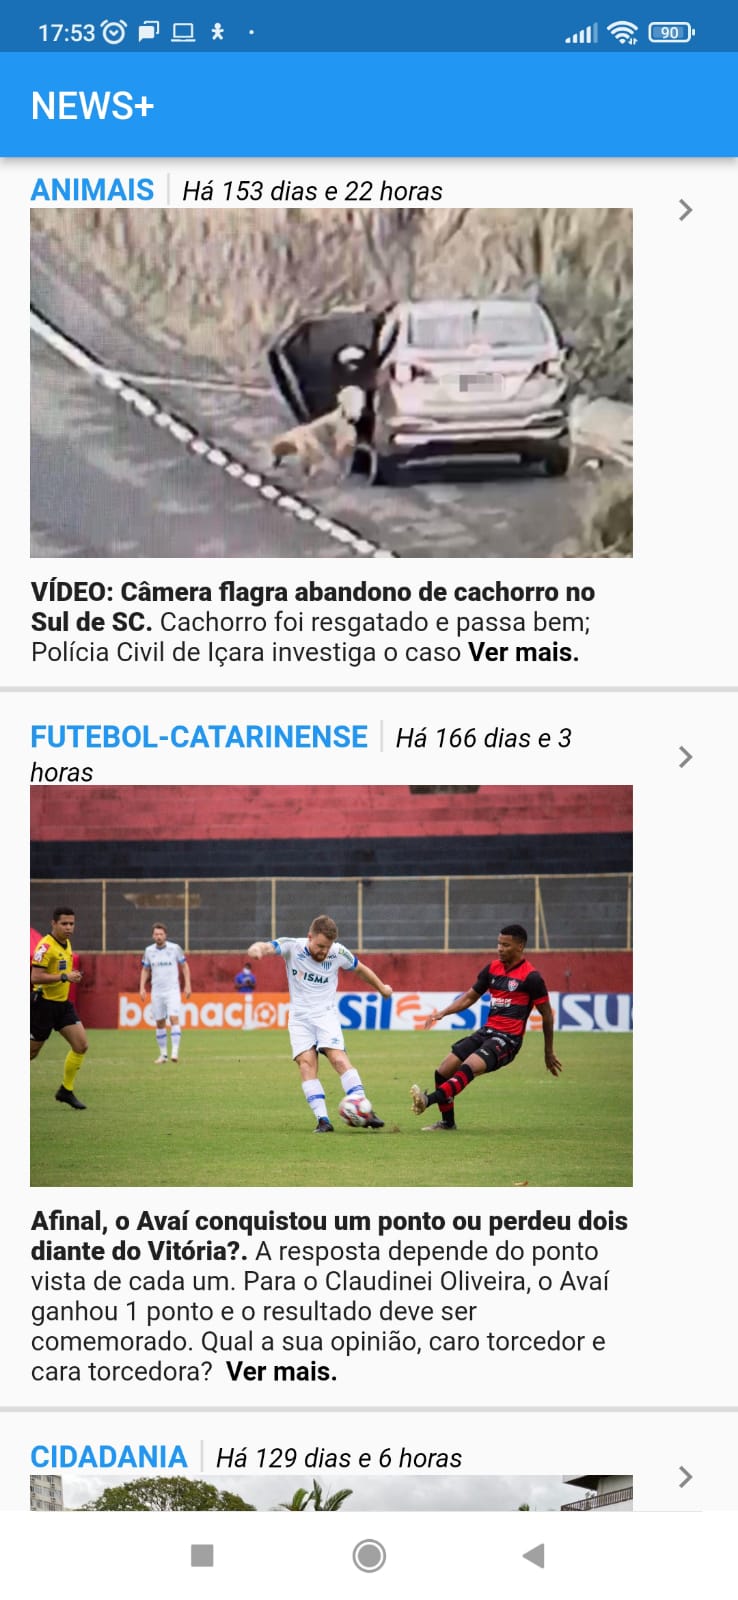 17:53
90
NEWS+
ANIMAIS Há 153 dias e 22 horas
VÍDEO: Câmera flagra abandono de cachorro no
Sul de SC. Cachorro foi resgatado e passa bem;
Polícia Civil de Içara investiga o caso Ver mais.
FUTEBOL-CATARINENSE Há 166 dias e 3
horas
Sil
SU
Afinal, o Avaí conquistou um ponto ou perdeu dois
diante do Vitória?. A resposta depende do ponto
vista de cada um. Para o Claudinei Oliveira, o Avaí
ganhou 1 ponto e o resultado deve ser
comemorado. Qual a sua opinião, caro torcedor e
cara torcedora? Ver mais.
CIDADANIA Há 129 dias e 6 horas